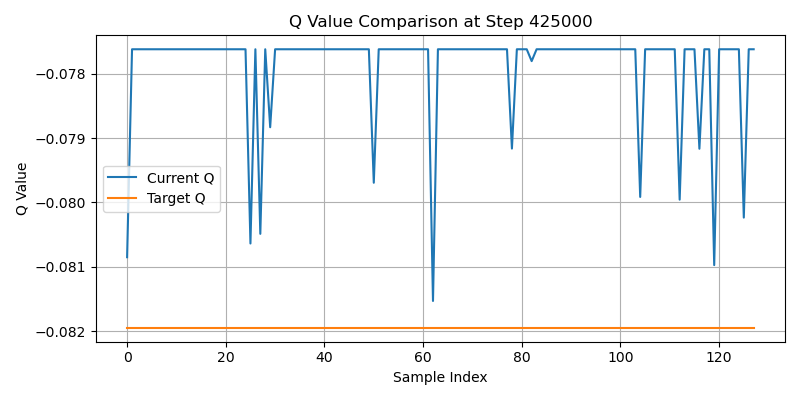 Q Value Comparison at Step 425000
−0.078
−0.079
−0.080
−0.081
−0.082
Q Value
Current Q
Target Q
0 20 40 60 80 100 120
Sample Index